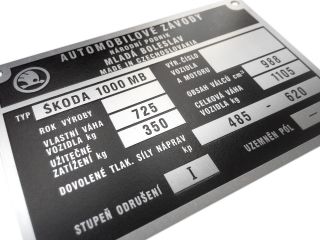 AUTOMOBILOVÉ ZÁVODY
NÁRODNÍ PODNIK
MLADÁ BOLESLAV
MADE IN CZECHOSLOVAKIA
TYP ŠKODA 1000 MB
ROK VÝROBY
VLASTNÍ VÁHA VOZIDLA kg 725
UŽITEČNÉ ZATÍŽENÍ kg 350
VÝR. ČÍSLO VOZIDLA
A MOTORU
OBSAH VÁLCŮ cm³ 988
CELKOVÁ VÁHA VOZIDLA kg 1105
DOVOLENÉ TLAK. SÍLY NÁPRAV kp 485 - 620
STUPEŇ ODRUŠENÍ I
UZEMNĚN PÓL –